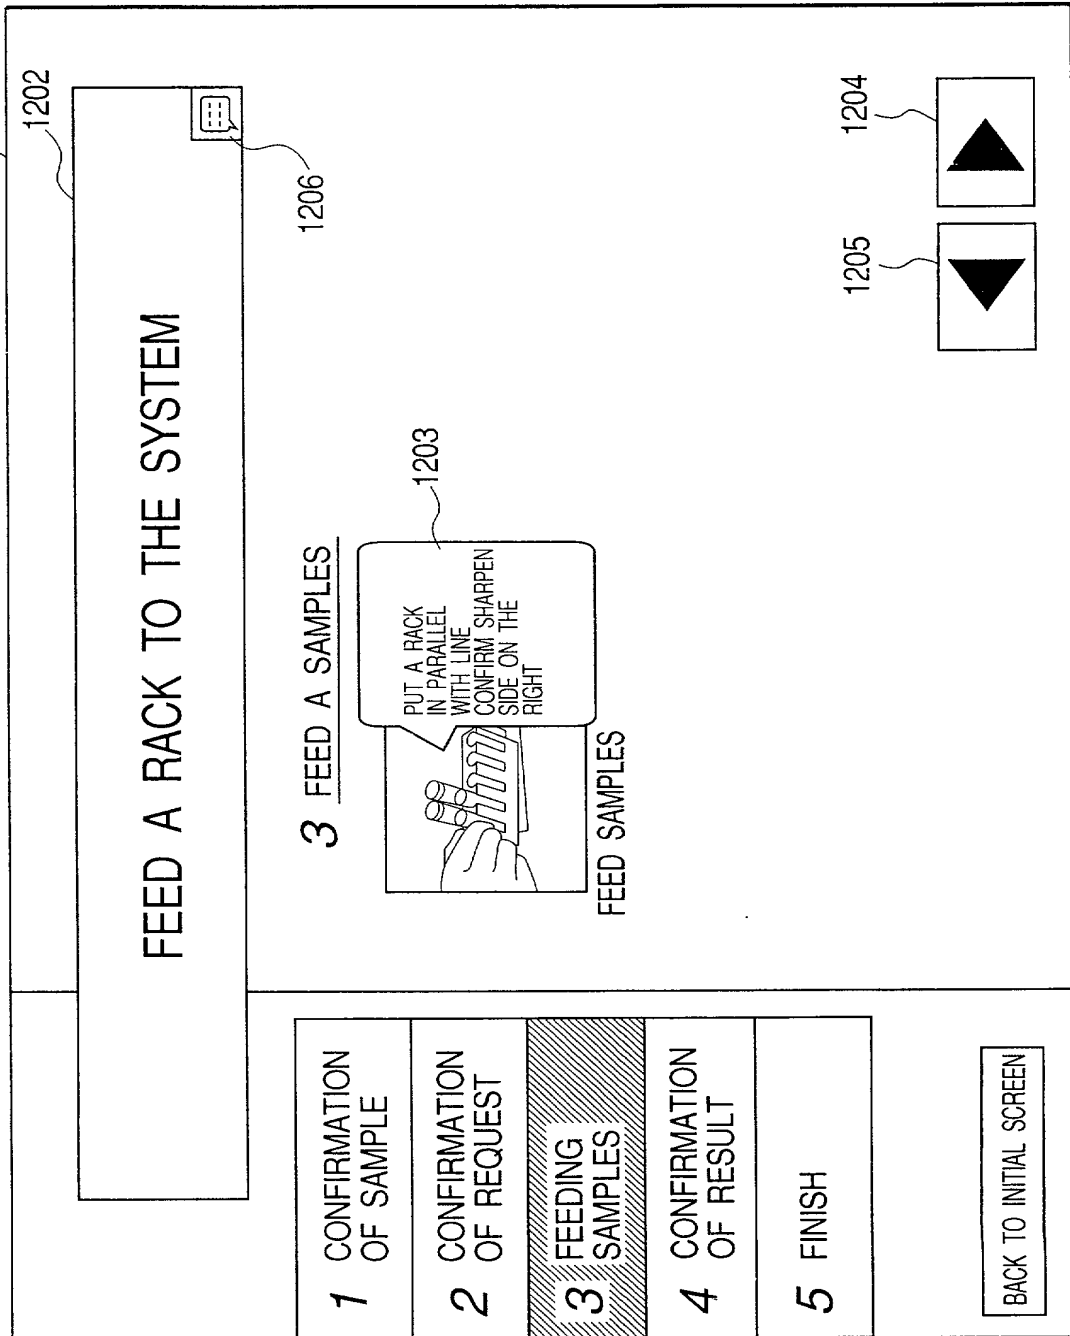 1202
FEED A RACK TO THE SYSTEM
1206
1 CONFIRMATION
OF SAMPLE
2 CONFIRMATION
OF REQUEST
3 FEEDING
SAMPLES
4 CONFIRMATION
OF RESULT
5 FINISH
BACK TO INITIAL SCREEN
3 FEED A SAMPLES
PUT A RACK
IN PARALLEL
WITH LINE
CONFIRM SHARPEN
SIDE ON THE
RIGHT
1203
FEED SAMPLES
1205
1204